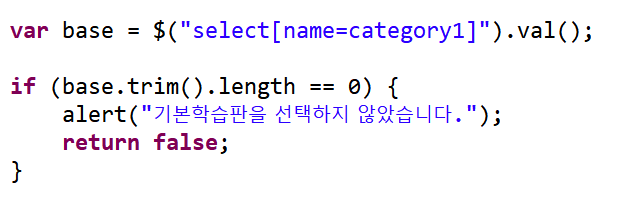 var base = $("select[name=category1]").val();
if (base.trim().length == 0) {
alert("기본학습판을 선택하지 않았습니다.");
return false;
}